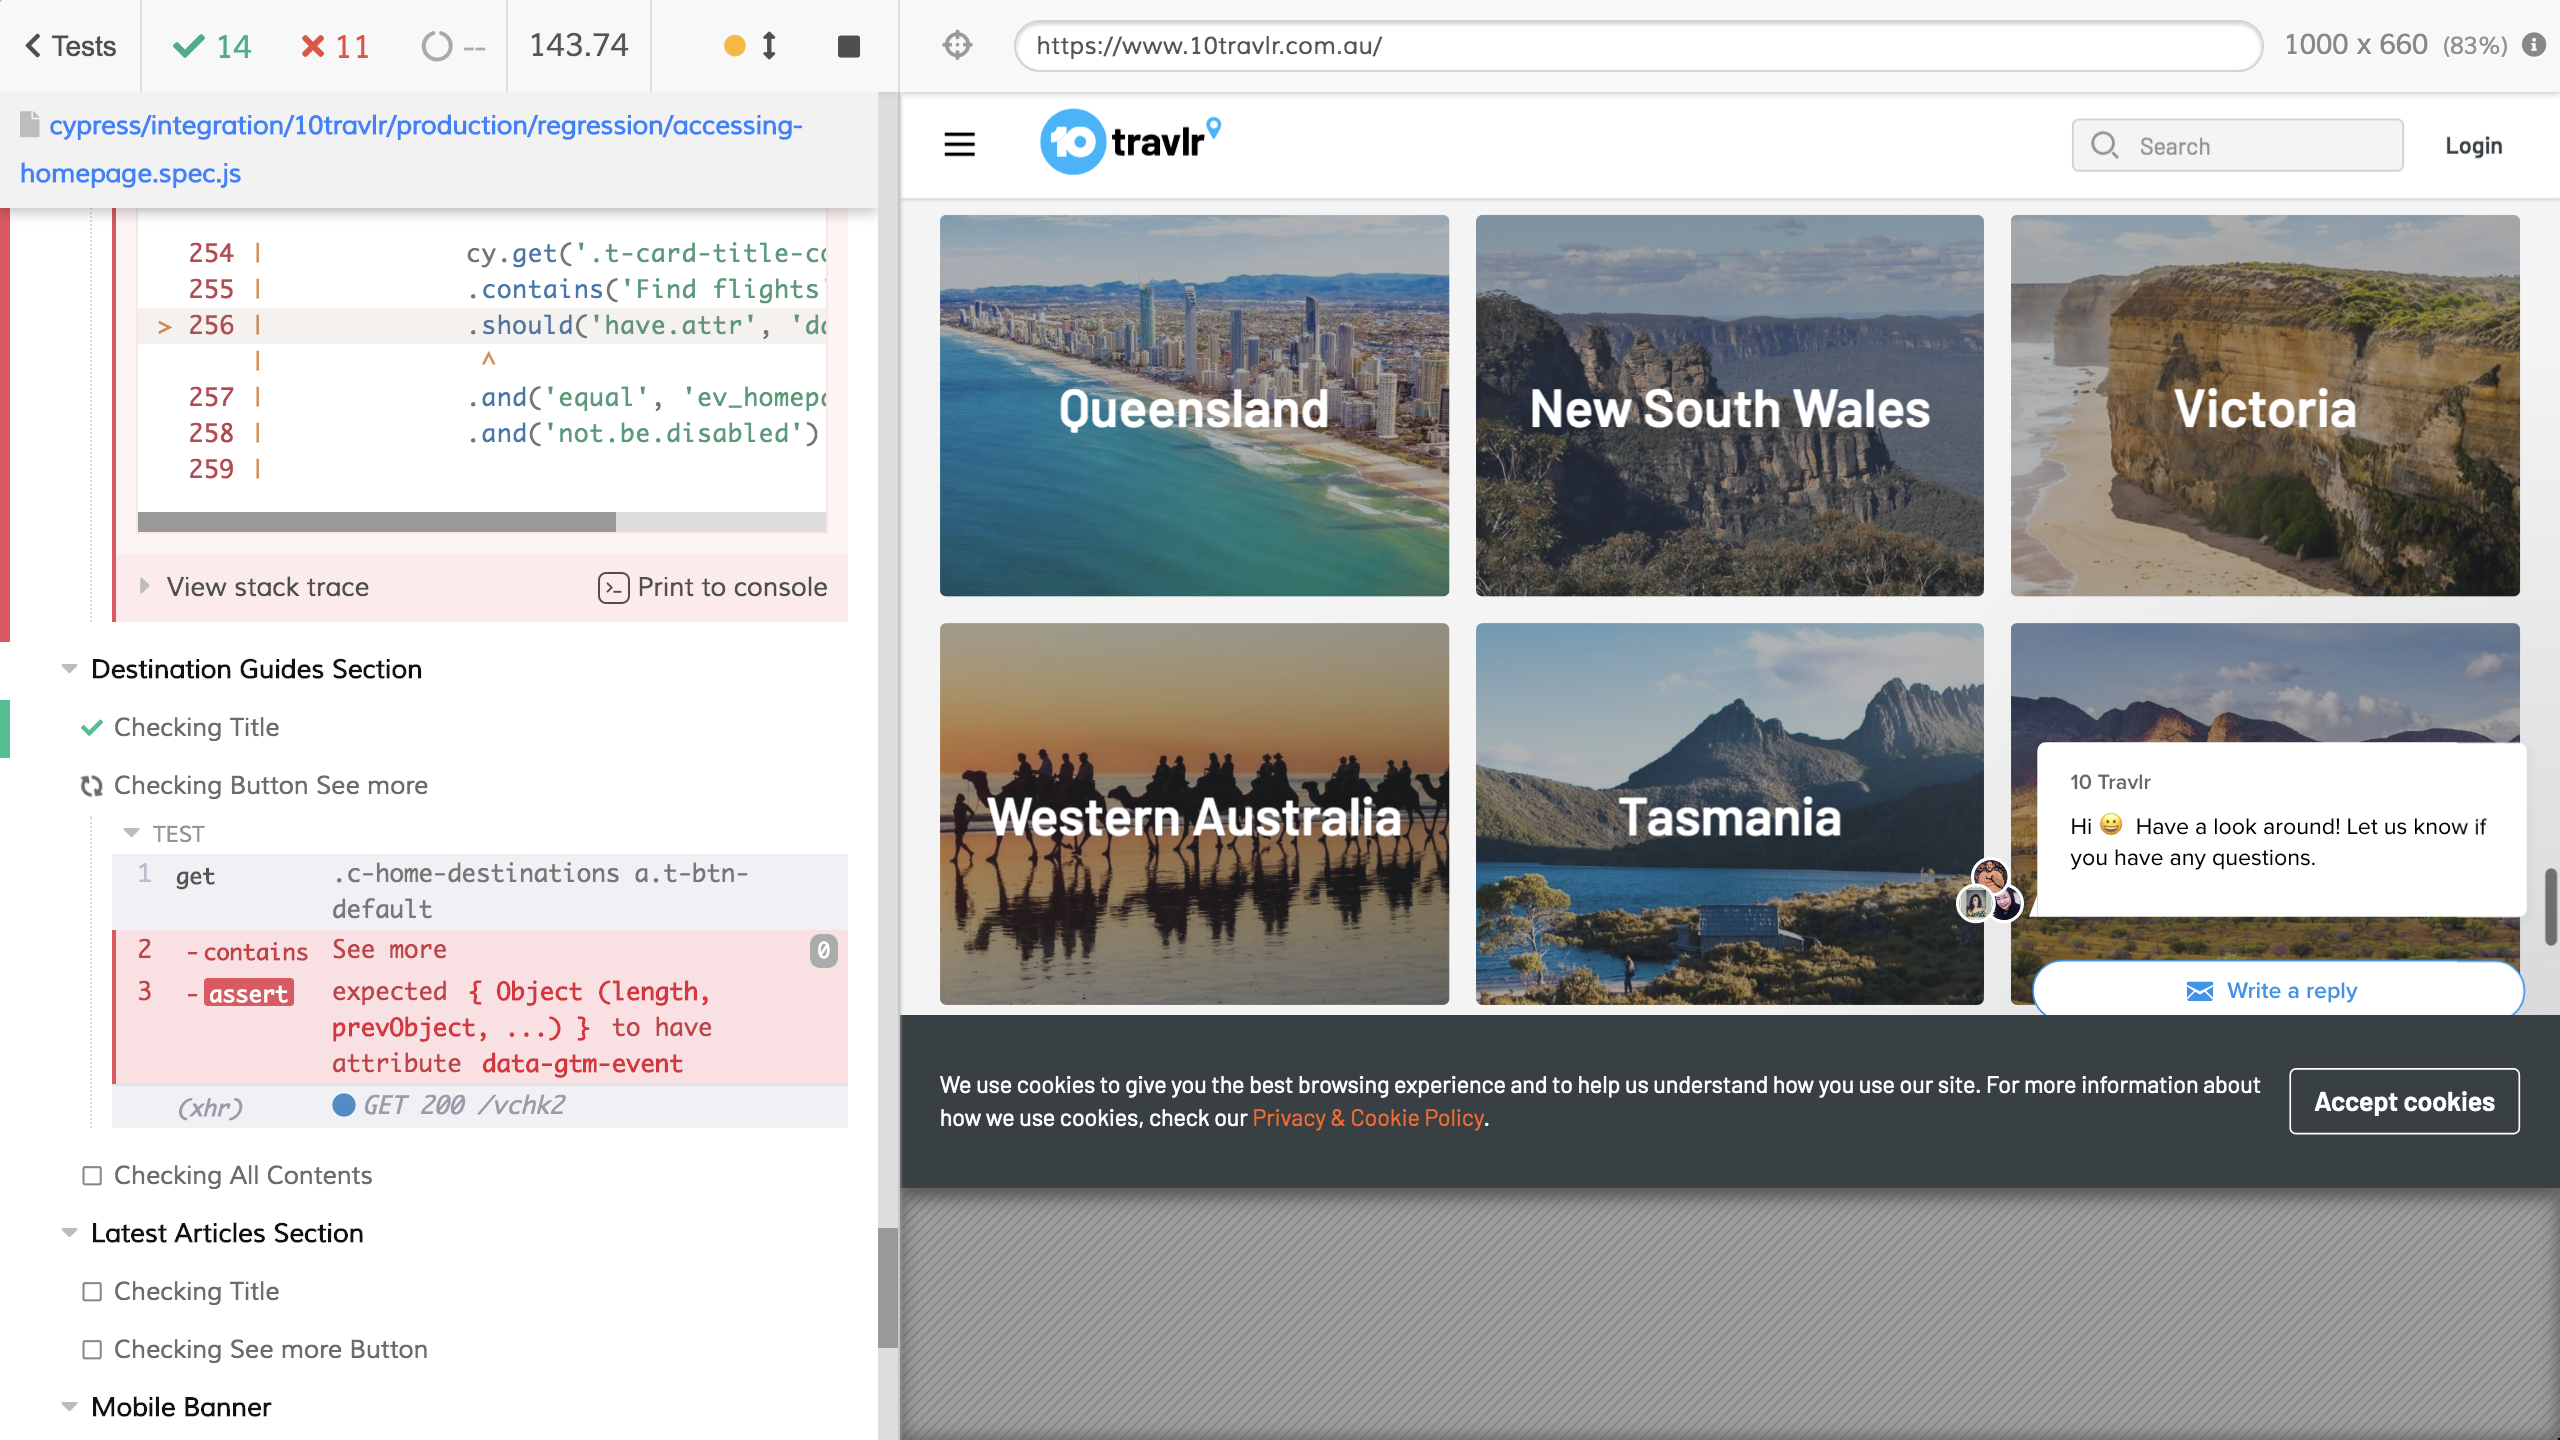 Tests
14
11
--
143.74
https://www.10travlr.com.au/
1000 x 660 (83%)
cypress/integration/10travlr/production/regression/accessing-
homepage.spec.js
254 | cy.get('.t-card-title-co
255 | .contains('Find flights'
> 256 | .should('have.attr', 'da
| ^
257 | .and('equal', 'ev_homepa
258 | .and('not.be.disabled')
259 |
View stack trace
Print to console
Destination Guides Section
Checking Title
Checking Button See more
TEST
1 get .c-home-destinations a.t-btn-
default
2 -contains See more 0
3 -assert expected { Object (length,
prevObject, ...) } to have
attribute data-gtm-event
(xhr) GET 200 /vchk2
Checking All Contents
Latest Articles Section
Checking Title
Checking See more Button
Mobile Banner
10 travlr
Search
Login
Queensland
New South Wales
Victoria
Western Australia
Tasmania
10 Travlr
Hi 😀 Have a look around! Let us know if
you have any questions.
Write a reply
We use cookies to give you the best browsing experience and to help us understand how you use our site. For more information about
how we use cookies, check our Privacy & Cookie Policy.
Accept cookies